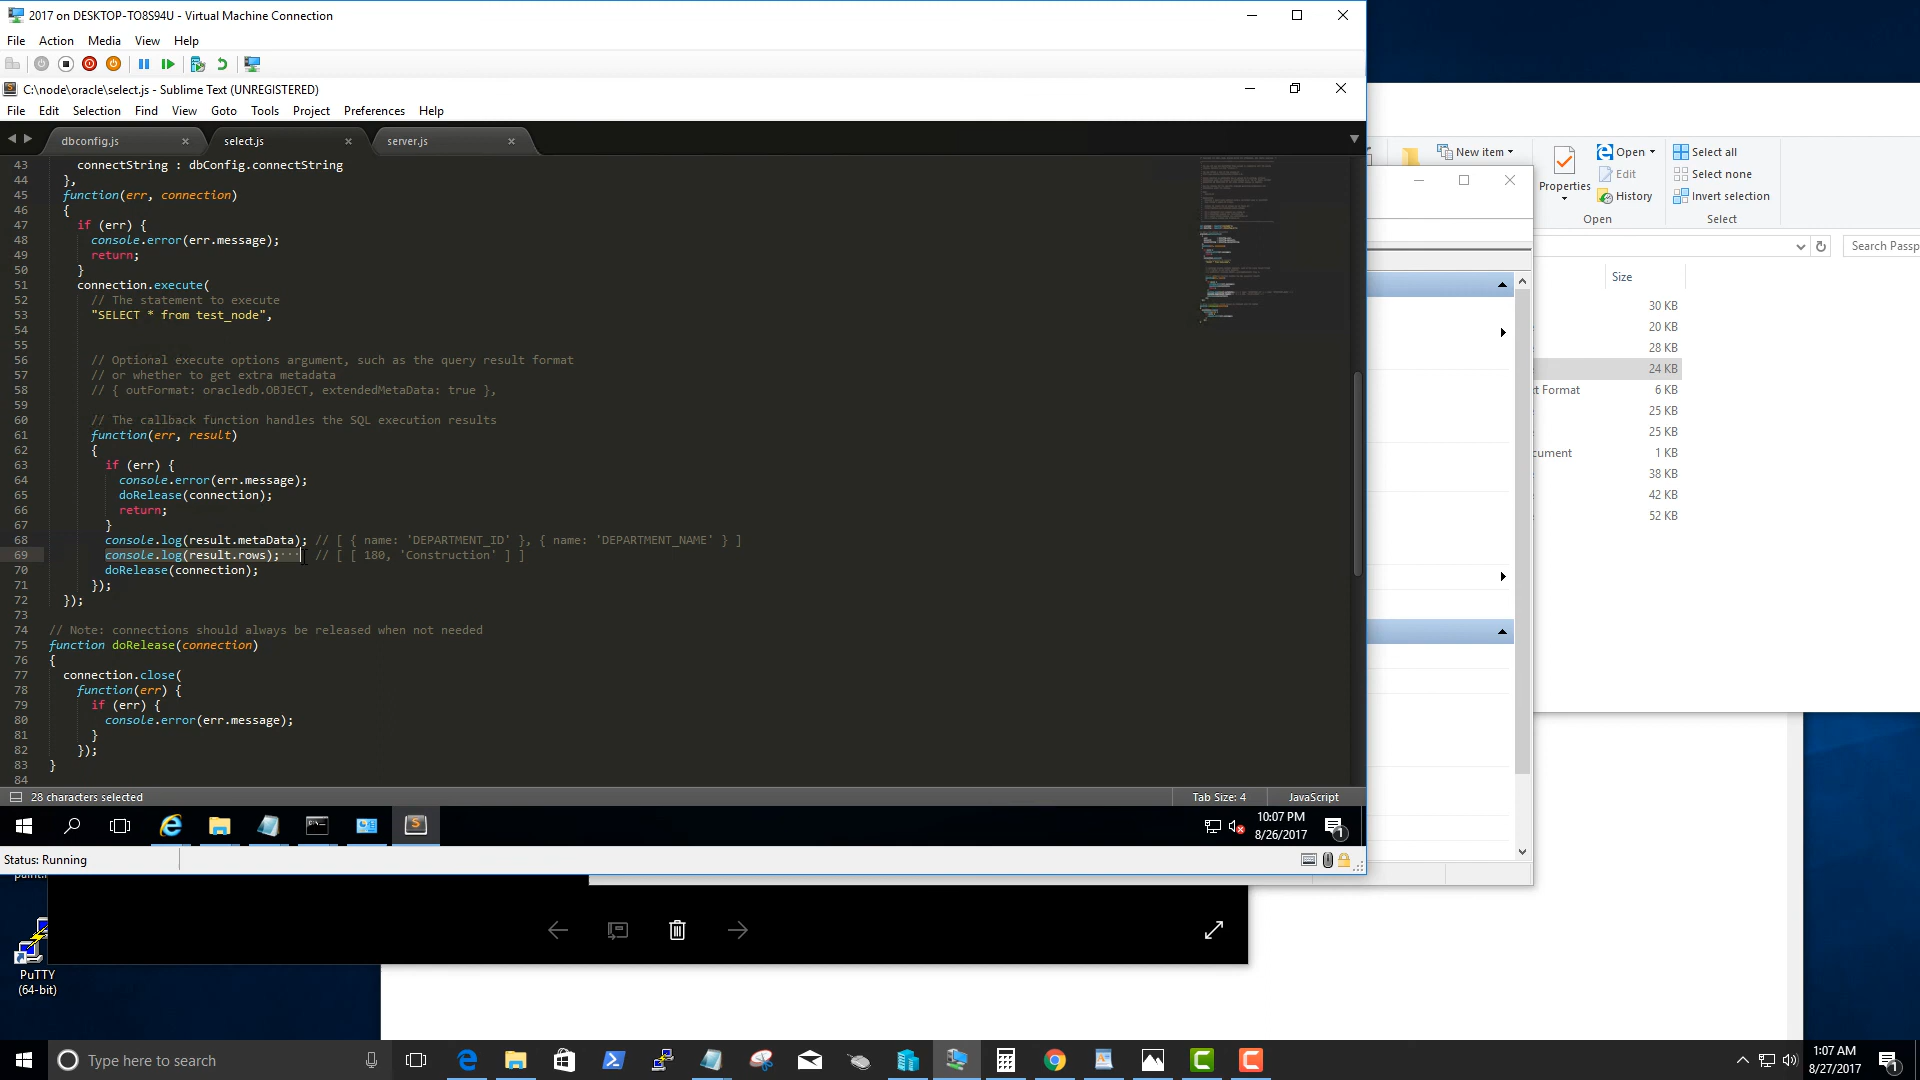 2017 on DESKTOP-TO8S94U - Virtual Machine Connection
File Action Media View Help
C:\node\oracle\select.js - Sublime Text (UNREGISTERED)
File Edit Selection Find View Goto Tools Project Preferences Help
dbconfig.js select.js server.js
43 connectString : dbConfig.connectString
44 },
45 function(err, connection)
46 {
47 if (err) {
48 console.error(err.message);
49 return;
50 }
51 connection.execute(
52 // The statement to execute
53 "SELECT * from test_node",
54
55
56 // Optional execute options argument, such as the query result format
57 // or whether to get extra metadata
58 // { outFormat: oracledb.OBJECT, extendedMetaData: true },
59
60 // The callback function handles the SQL execution results
61 function(err, result)
62 {
63 if (err) {
64 console.error(err.message);
65 doRelease(connection);
66 return;
67 }
68 console.log(result.metaData); // [ { name: 'DEPARTMENT_ID' }, { name: 'DEPARTMENT_NAME' } ]
69 console.log(result.rows); // [ [ 180, 'Construction' ] ]
70 doRelease(connection);
71 });
72 });
73
74 // Note: connections should always be released when not needed
75 function doRelease(connection)
76 {
77 connection.close(
78 function(err) {
79 if (err) {
80 console.error(err.message);
81 }
82 });
83 }
84
28 characters selected
Tab Size: 4 JavaScript
10:07 PM
8/26/2017
1
Status: Running
New item
Properties
Open
Edit
History
Open
Select all
Select none
Invert selection
Select
Search Passp
Size
30 KB
20 KB
28 KB
24 KB
t Format 6 KB
25 KB
25 KB
cument 1 KB
38 KB
42 KB
52 KB
PuTTY
(64-bit)
Type here to search
1:07 AM
8/27/2017
1